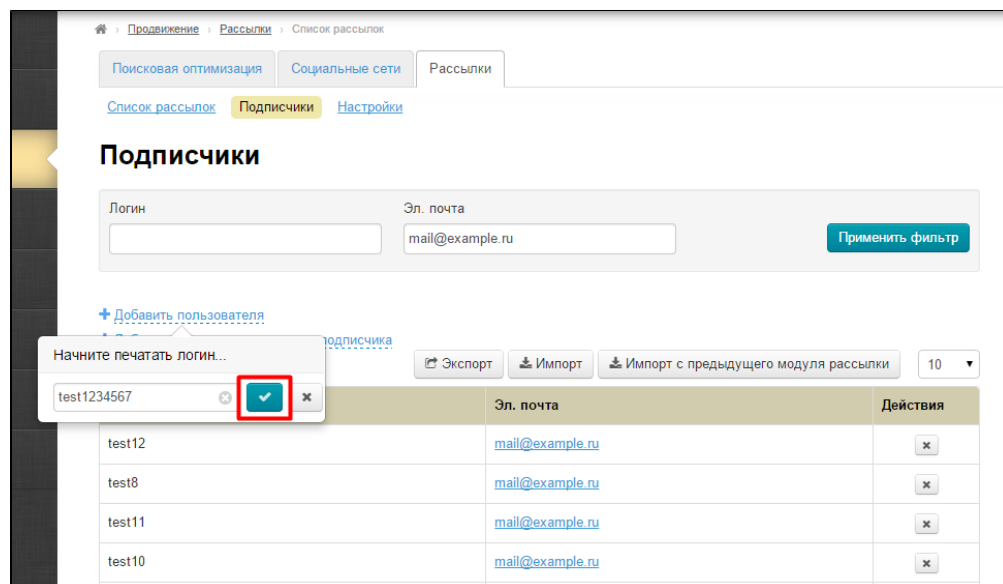 Продвижение › Рассылки › Список рассылок
Поисковая оптимизация Социальные сети Рассылки
Список рассылок Подписчики Настройки
Подписчики
Логин Эл. почта
mail@example.ru Применить фильтр
Добавить пользователя
подписчика
Начните печатать логин...
Экспорт Импорт Импорт с предыдущего модуля рассылки 10
test1234567
Эл. почта Действия
test12 mail@example.ru
test8 mail@example.ru
test11 mail@example.ru
test10 mail@example.ru